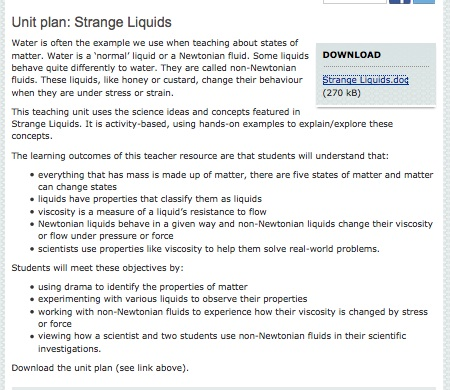 Unit plan: Strange Liquids
Water is often the example we use when teaching about states of
matter. Water is a 'normal' liquid or a Newtonian fluid. Some liquids
behave quite differently to water. They are called non-Newtonian
fluids. These liquids, like honey or custard, change their behaviour
when they are under stress or strain.
DOWNLOAD
Strange Liquids.doc
(270 kB)
This teaching unit uses the science ideas and concepts featured in
Strange Liquids. It is activity-based, using hands-on examples to explain/explore these
concepts.
The learning outcomes of this teacher resource are that students will understand that:
• everything that has mass is made up of matter, there are five states of matter and matter
can change states
• liquids have properties that classify them as liquids
• viscosity is a measure of a liquid's resistance to flow
• Newtonian liquids behave in a given way and non-Newtonian liquids change their viscosity
or flow under pressure or force
• scientists use properties like viscosity to help them solve real-world problems.
Students will meet these objectives by:
• using drama to identify the properties of matter
• experimenting with various liquids to observe their properties
• working with non-Newtonian fluids to experience how their viscosity is changed by stress
or force
• viewing how a scientist and two students use non-Newtonian fluids in their scientific
investigations.
Download the unit plan (see link above).